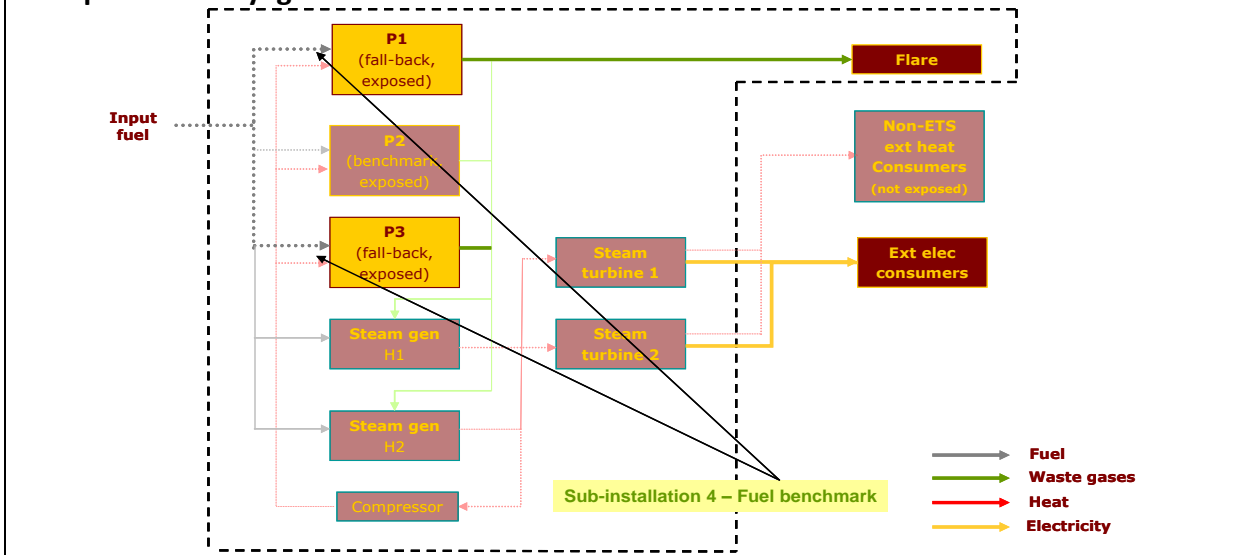 P1
(fall-back,
exposed)
Flare
Input
fuel
Non-ETS
ext heat
Consumers
(not exposed)
P2
(benchmark,
exposed)
P3
(fall-back,
exposed)
Steam
turbine 1
Ext elec
consumers
Steam gen
H1
Steam
turbine 2
Steam gen
H2
Fuel
Waste gases
Heat
Electricity
Sub-installation 4 – Fuel benchmark
Compressor